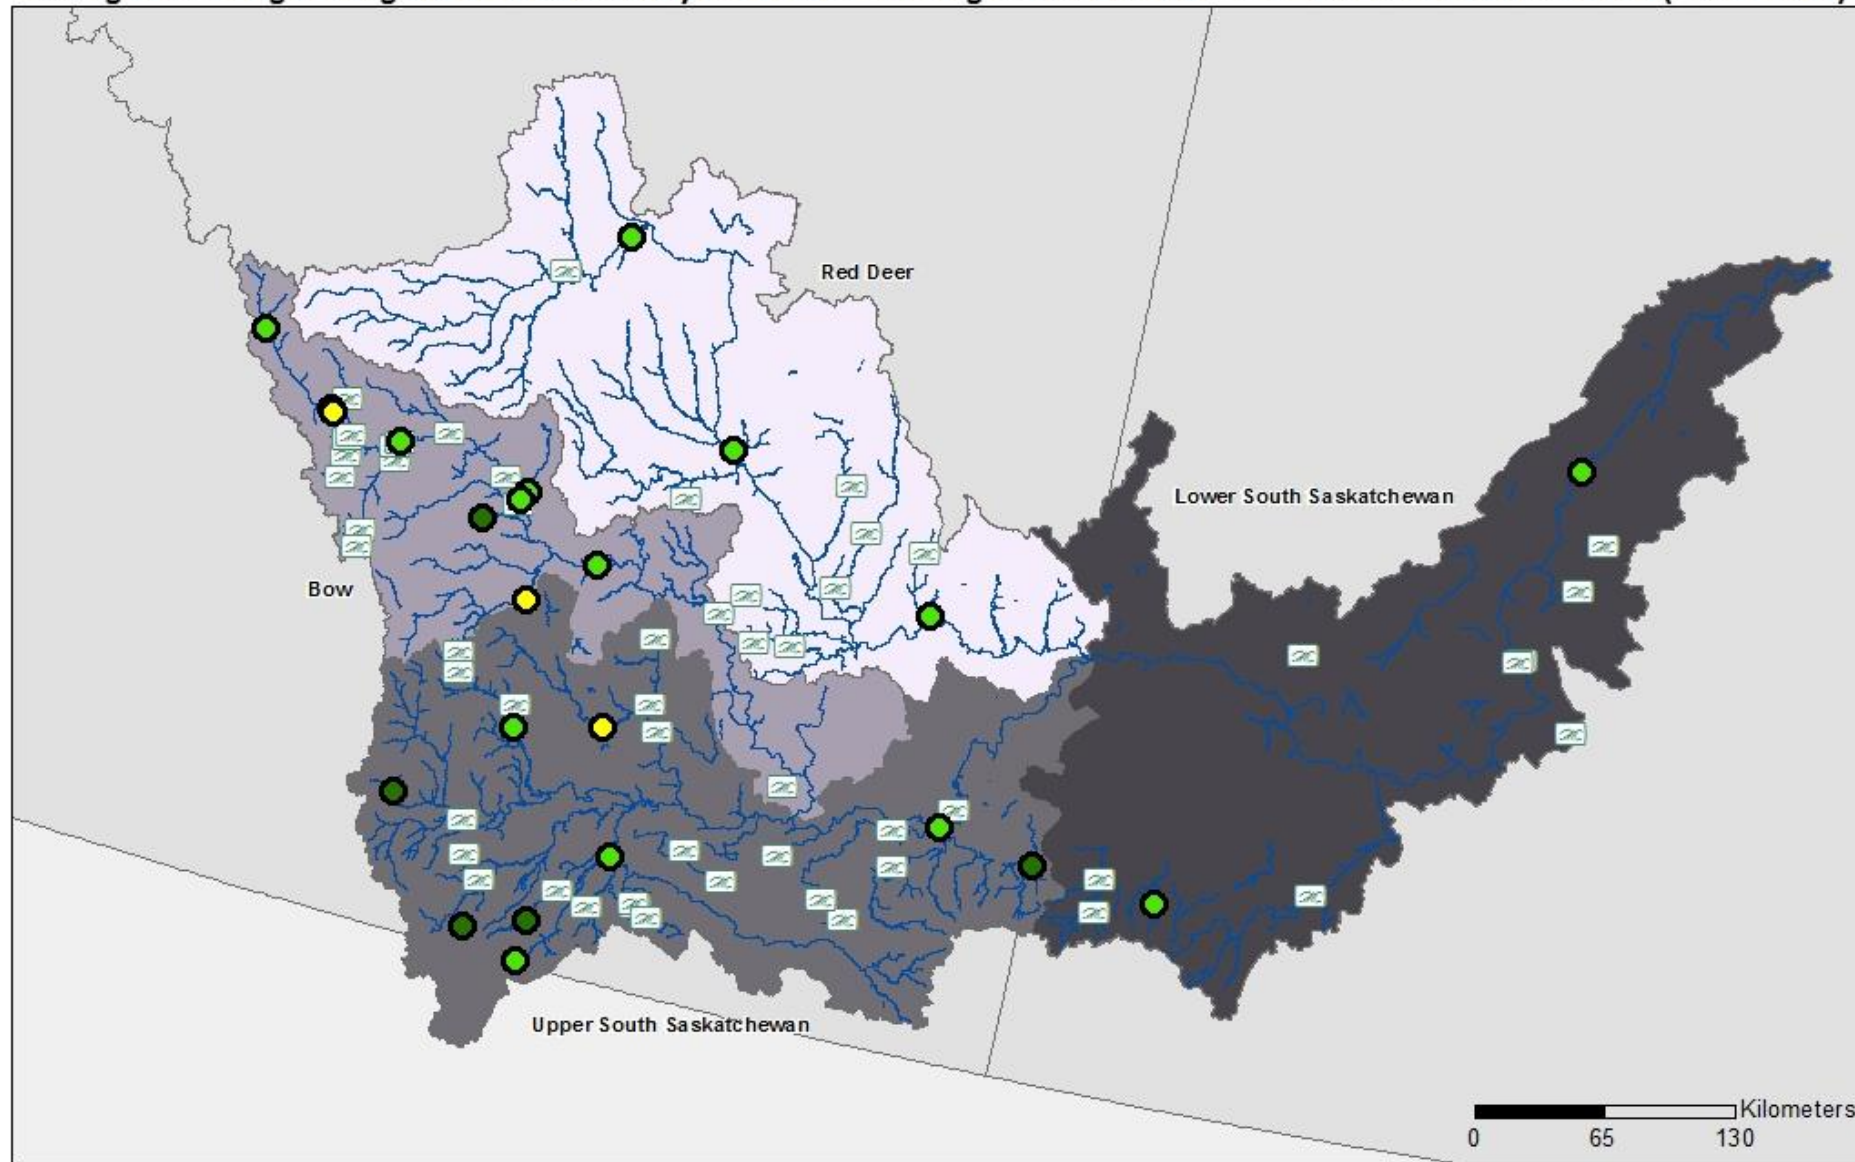 Red Deer
Lower South Saskatchewan
Bow
Upper South Saskatchewan
Kilometers
0 65 130